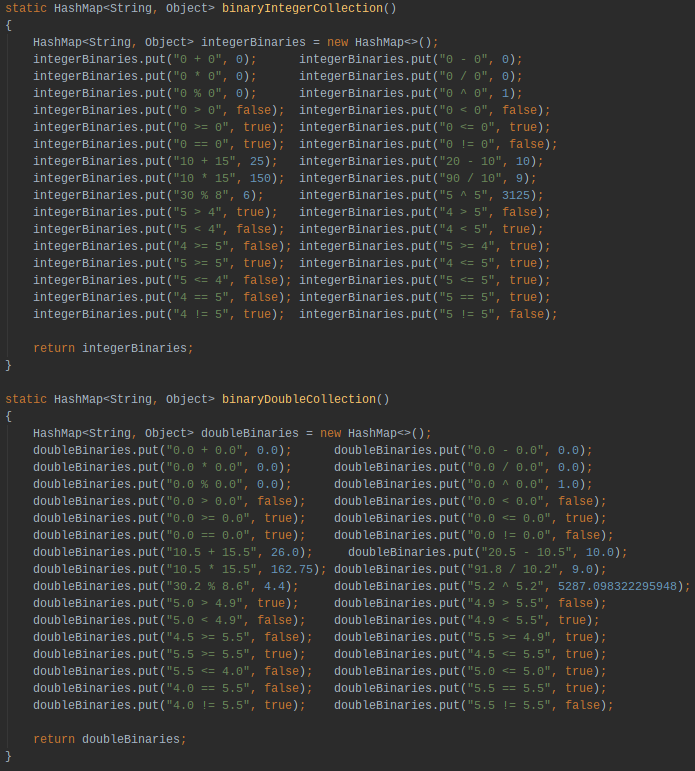 static HashMap<String, Object> binaryIntegerCollection()
{
    HashMap<String, Object> integerBinaries = new HashMap<>();
    integerBinaries.put("0 + 0", 0);      integerBinaries.put("0 - 0", 0);
    integerBinaries.put("0 * 0", 0);      integerBinaries.put("0 / 0", 0);
    integerBinaries.put("0 % 0", 0);      integerBinaries.put("0 ^ 0", 1);
    integerBinaries.put("0 > 0", false);  integerBinaries.put("0 < 0", false);
    integerBinaries.put("0 >= 0", true);  integerBinaries.put("0 <= 0", true);
    integerBinaries.put("0 == 0", true);  integerBinaries.put("0 != 0", false);
    integerBinaries.put("10 + 15", 25);   integerBinaries.put("20 - 10", 10);
    integerBinaries.put("10 * 15", 150);  integerBinaries.put("90 / 10", 9);
    integerBinaries.put("30 % 8", 6);     integerBinaries.put("5 ^ 5", 3125);
    integerBinaries.put("5 > 4", true);   integerBinaries.put("4 > 5", false);
    integerBinaries.put("5 < 4", false);  integerBinaries.put("4 < 5", true);
    integerBinaries.put("4 >= 5", false); integerBinaries.put("5 >= 4", true);
    integerBinaries.put("5 >= 5", true);  integerBinaries.put("4 <= 5", true);
    integerBinaries.put("5 <= 4", false); integerBinaries.put("5 <= 5", true);
    integerBinaries.put("4 == 5", false); integerBinaries.put("5 == 5", true);
    integerBinaries.put("4 != 5", true);  integerBinaries.put("5 != 5", false);

    return integerBinaries;
}

static HashMap<String, Object> binaryDoubleCollection()
{
    HashMap<String, Object> doubleBinaries = new HashMap<>();
    doubleBinaries.put("0.0 + 0.0", 0.0);      doubleBinaries.put("0.0 - 0.0", 0.0);
    doubleBinaries.put("0.0 * 0.0", 0.0);      doubleBinaries.put("0.0 / 0.0", 0.0);
    doubleBinaries.put("0.0 % 0.0", 0.0);      doubleBinaries.put("0.0 ^ 0.0", 1.0);
    doubleBinaries.put("0.0 > 0.0", false);    doubleBinaries.put("0.0 < 0.0", false);
    doubleBinaries.put("0.0 >= 0.0", true);    doubleBinaries.put("0.0 <= 0.0", true);
    doubleBinaries.put("0.0 == 0.0", true);    doubleBinaries.put("0.0 != 0.0", false);
    doubleBinaries.put("10.5 + 15.5", 26.0);     doubleBinaries.put("20.5 - 10.5", 10.0);
    doubleBinaries.put("10.5 * 15.5", 162.75); doubleBinaries.put("91.8 / 10.2", 9.0);
    doubleBinaries.put("30.2 % 8.6", 4.4);     doubleBinaries.put("5.2 ^ 5.2", 5287.098322295948);
    doubleBinaries.put("5.0 > 4.9", true);     doubleBinaries.put("4.9 > 5.5", false);
    doubleBinaries.put("5.0 < 4.9", false);    doubleBinaries.put("4.9 < 5.5", true);
    doubleBinaries.put("4.5 >= 5.5", false);   doubleBinaries.put("5.5 >= 4.9", true);
    doubleBinaries.put("5.5 >= 5.5", true);    doubleBinaries.put("4.5 <= 5.5", true);
    doubleBinaries.put("5.5 <= 4.0", false);   doubleBinaries.put("5.0 <= 5.0", true);
    doubleBinaries.put("4.0 == 5.5", false);   doubleBinaries.put("5.5 == 5.5", true);
    doubleBinaries.put("4.0 != 5.5", true);    doubleBinaries.put("5.5 != 5.5", false);

    return doubleBinaries;
}